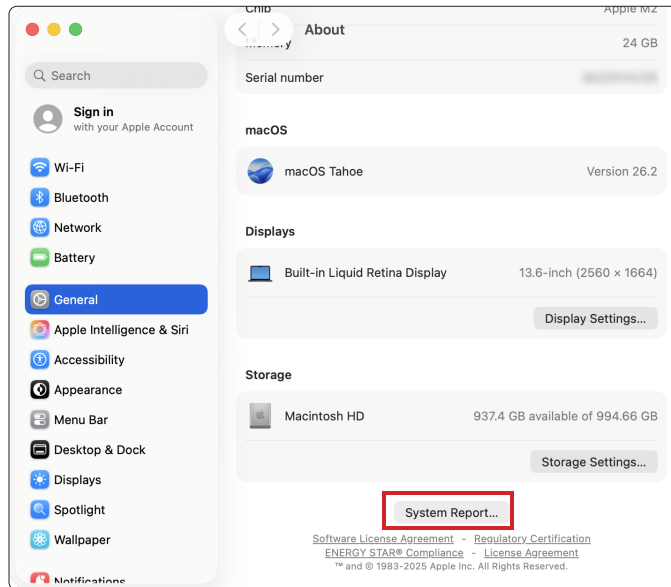 Chip Apple M2
About
Memory 24 GB
Search
Serial number
Sign in
with your Apple Account
macOS
Wi-Fi
macOS Tahoe Version 26.2
Bluetooth
Network
Displays
Battery
Built-in Liquid Retina Display 13.6-inch (2560 × 1664)
General
Display Settings...
Apple Intelligence & Siri
Accessibility
Storage
Appearance
Menu Bar
Macintosh HD 937.4 GB available of 994.66 GB
Desktop & Dock
Storage Settings...
Displays
Spotlight
System Report...
Wallpaper
Software License Agreement - Regulatory Certification
ENERGY STAR® Compliance - License Agreement
™ and © 1983-2025 Apple Inc. All Rights Reserved.
Notifications